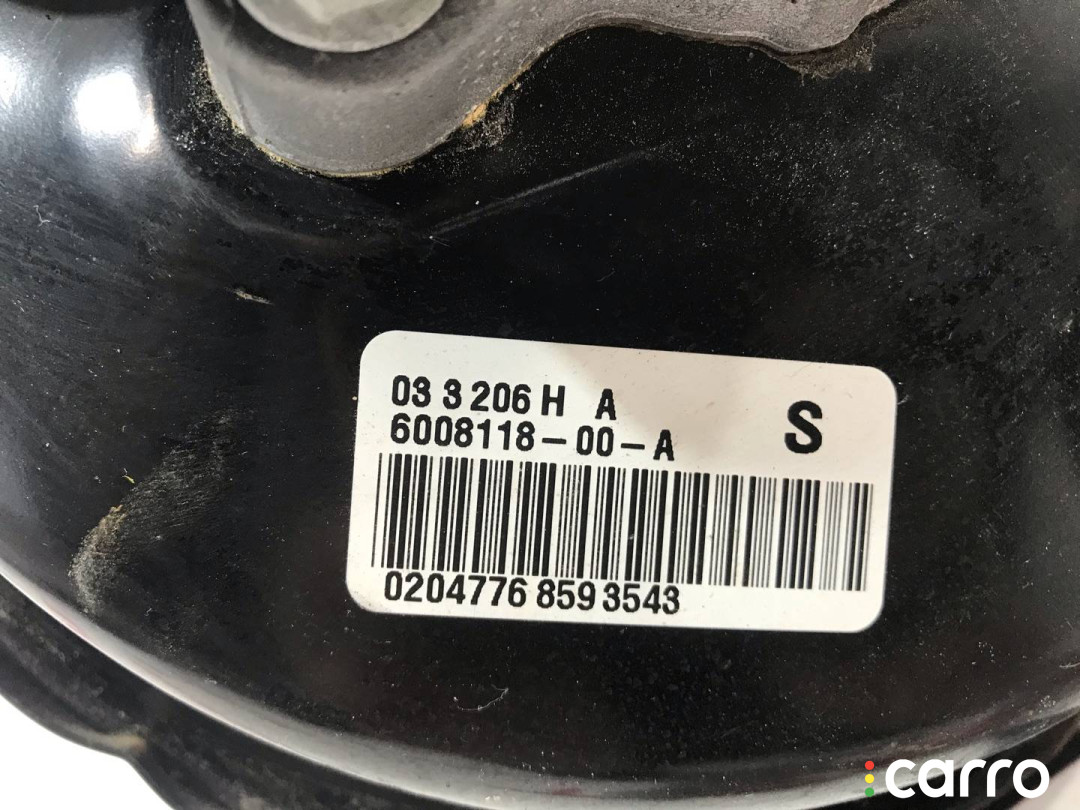 03 3 206 H A
S
6008118-00-A
0204776 859 3543
carro